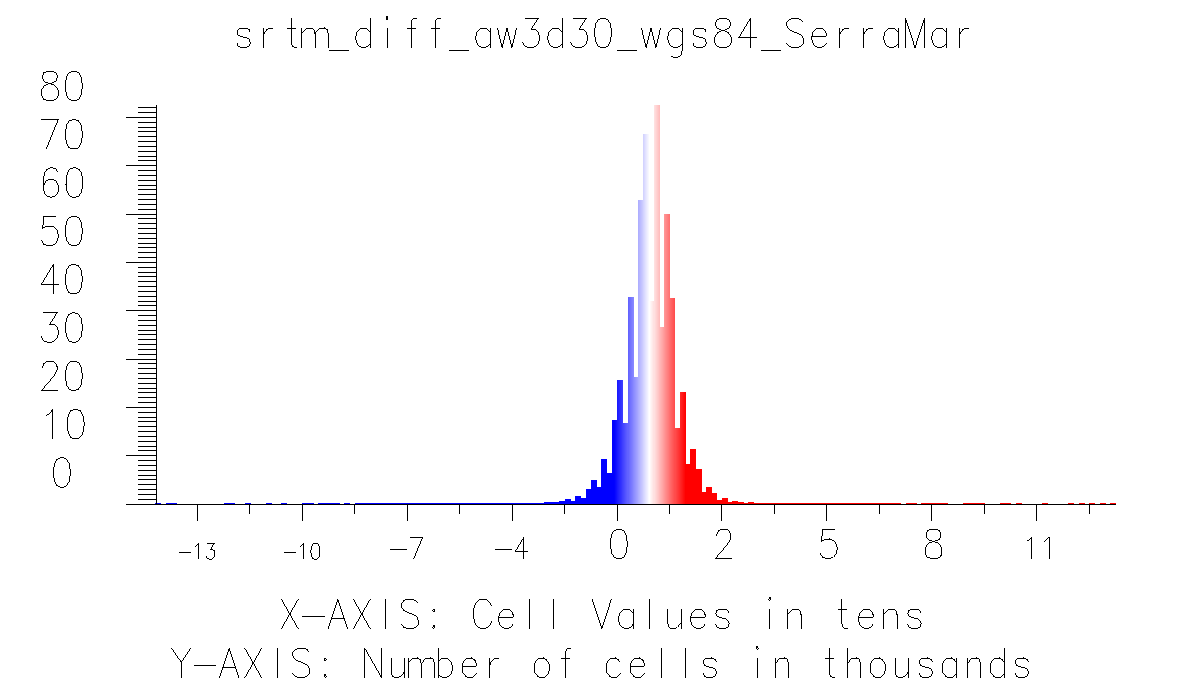 srtm_diff_aw3d30_wgs84_SerraMar
80
70
60
50
40
30
20
10
0
-13 -10 -7 -4 0 2 5 8 11
X-AXIS: Cell Values in tens
Y-AXIS: Number of cells in thousands